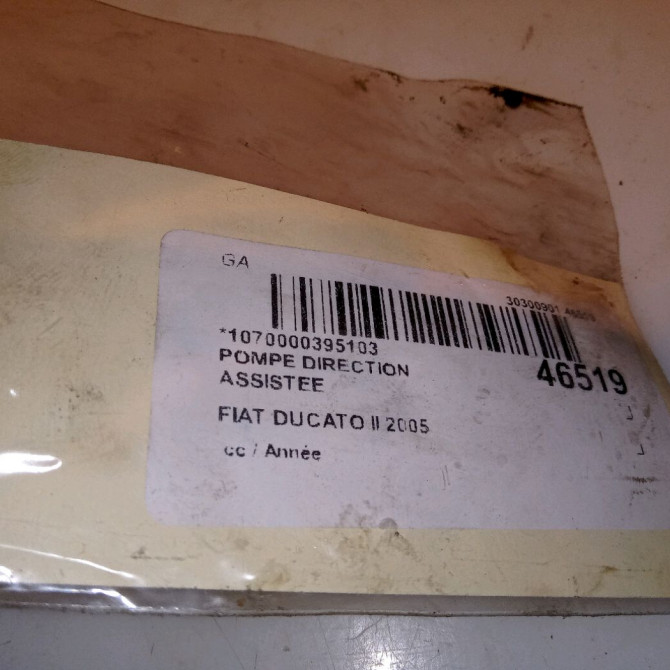 GA
30300901 46519
*1070000395103
POMPE DIRECTION
ASSISTEE
46519
FIAT DUCATO II 2005
cc / Année